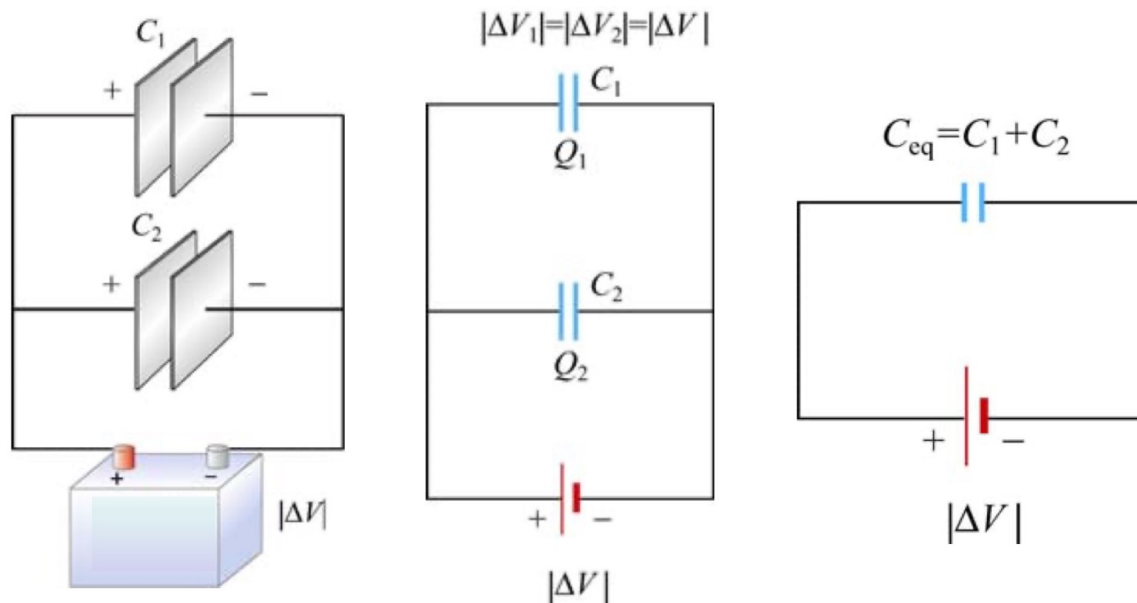 C₁
+ −
C₂
+ −
+ −
|ΔV|
|ΔV₁|=|ΔV₂|=|ΔV|
C₁
Q₁
C₂
Q₂
+ −
|ΔV|
Cₑq=C₁+C₂
+ −
|ΔV|